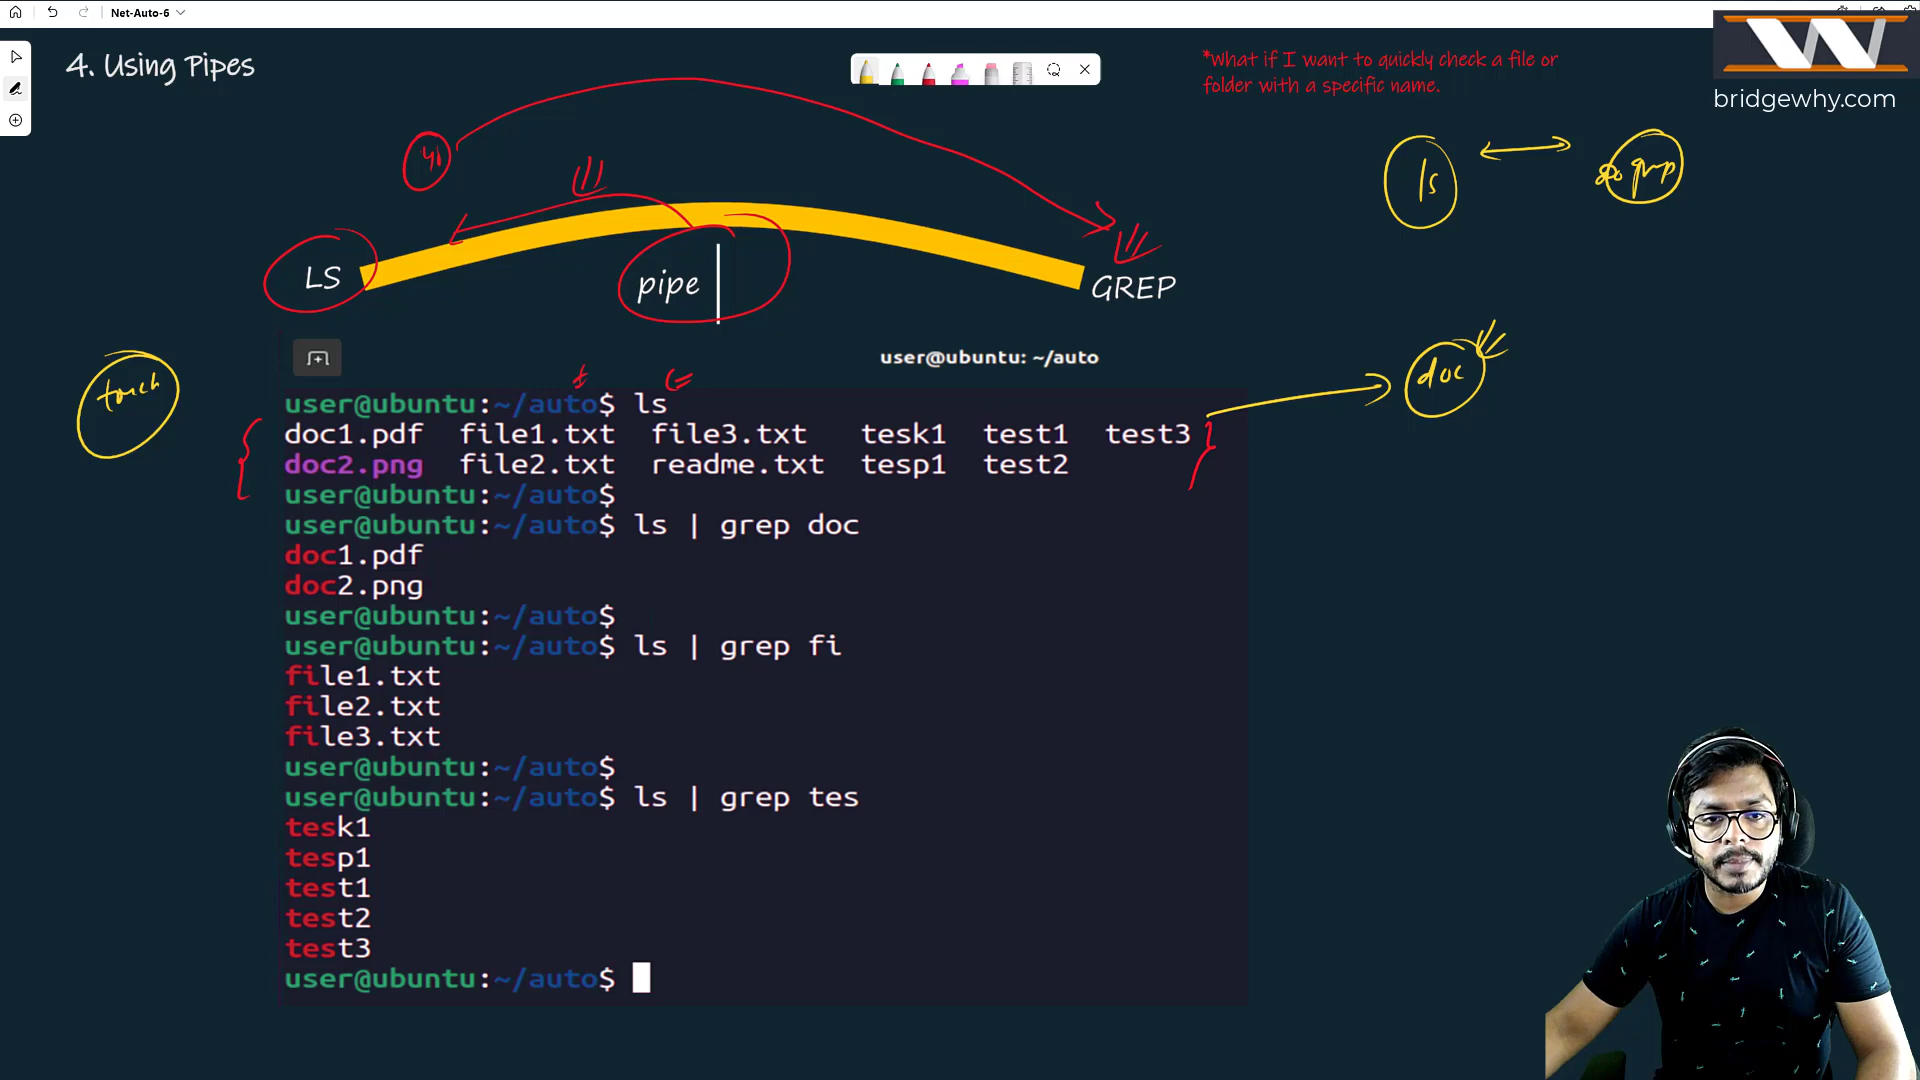 Net-Auto-6
4. Using Pipes
*What if I want to quickly check a file or
folder with a specific name.
bridgewhy.com
ls
grep
LS
pipe |
GREP
touch
doc
user@ubuntu: ~/auto
user@ubuntu:~/auto$ ls
doc1.pdf file1.txt file3.txt tesk1 test1 test3
doc2.png file2.txt readme.txt tesp1 test2
user@ubuntu:~/auto$
user@ubuntu:~/auto$ ls | grep doc
doc1.pdf
doc2.png
user@ubuntu:~/auto$
user@ubuntu:~/auto$ ls | grep fi
file1.txt
file2.txt
file3.txt
user@ubuntu:~/auto$
user@ubuntu:~/auto$ ls | grep tes
tesk1
tesp1
test1
test2
test3
user@ubuntu:~/auto$